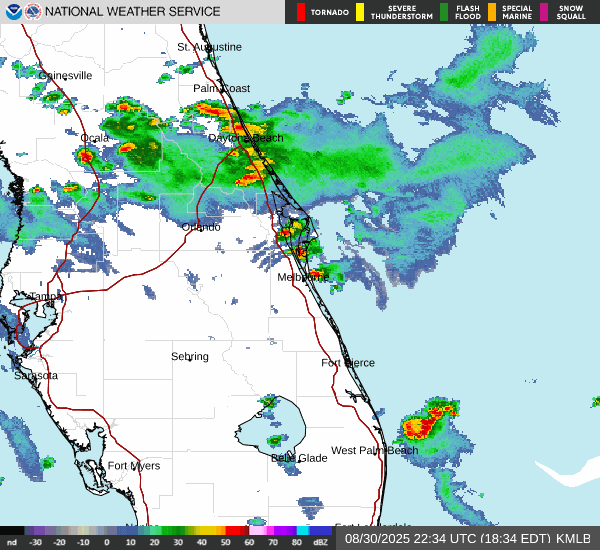 NATIONAL WEATHER SERVICE
TORNADO
SEVERE THUNDERSTORM
FLASH FLOOD
SPECIAL MARINE
SNOW SQUALL
St. Augustine
Gainesville
Palm Coast
Ocala
Daytona Beach
Orlando
Melbourne
Tampa
Sebring
Fort Pierce
Sarasota
West Palm Beach
Belle Glade
Fort Myers
Fort Lauderdale
nd -30 -20 -10 0 10 20 30 40 50 60 70 80 dBZ
08/30/2025 22:34 UTC (18:34 EDT) KMLB